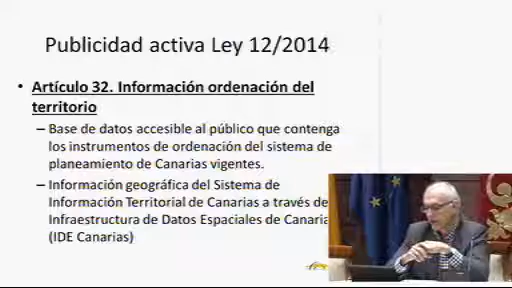 Publicidad activa Ley 12/2014
• Artículo 32. Información ordenación del
territorio
– Base de datos accesible al público que contenga
los instrumentos de ordenación del sistema de
planeamiento de Canarias vigentes.
– Información geográfica del Sistema de
Información Territorial de Canarias a través de
Infraestructura de Datos Espaciales de Canaria
(IDE Canarias)